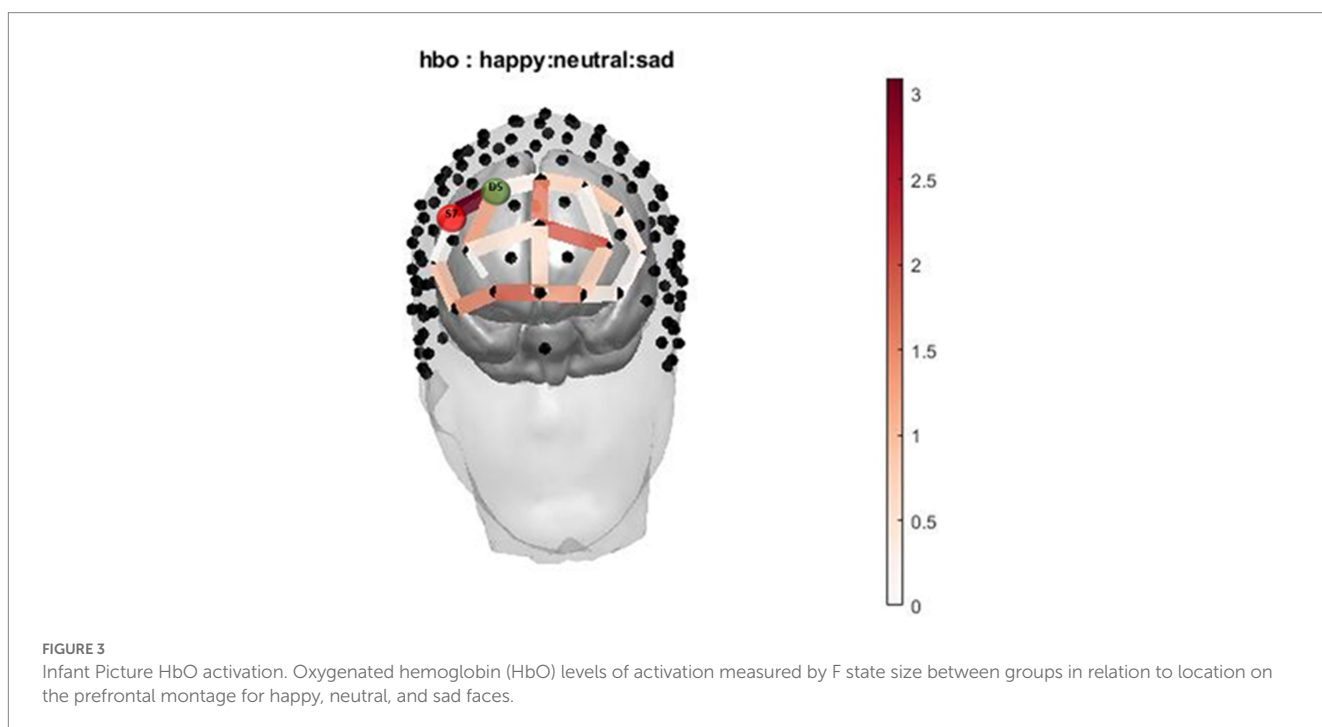 hbo : happy:neutral:sad
D5
S7
3
2.5
2
1.5
1
0.5
0
FIGURE 3
Infant Picture HbO activation. Oxygenated hemoglobin (HbO) levels of activation measured by F state size between groups in relation to location on
the prefrontal montage for happy, neutral, and sad faces.